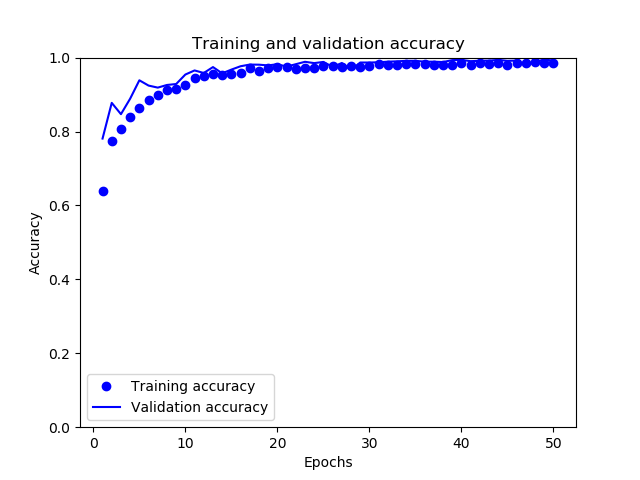 Training and validation accuracy
1.0
0.8
0.6
0.4
0.2
0.0
Accuracy
Training accuracy
Validation accuracy
0 10 20 30 40 50
Epochs